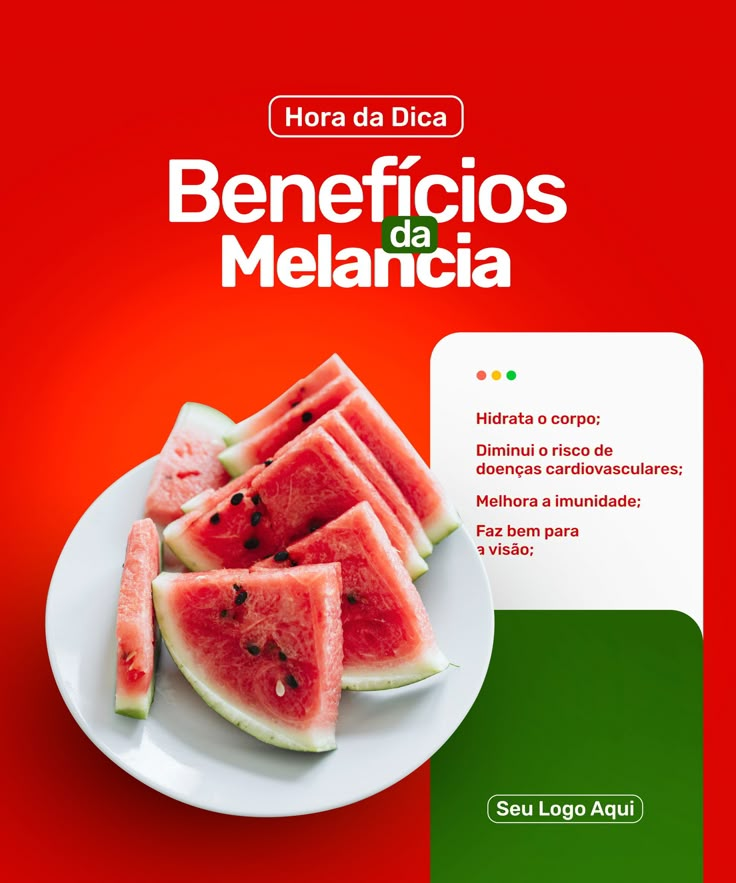 Hora da Dica
Benefícios
da
Melancia
Hidrata o corpo;
Diminui o risco de
doenças cardiovasculares;
Melhora a imunidade;
Faz bem para
a visão;
Seu Logo Aqui